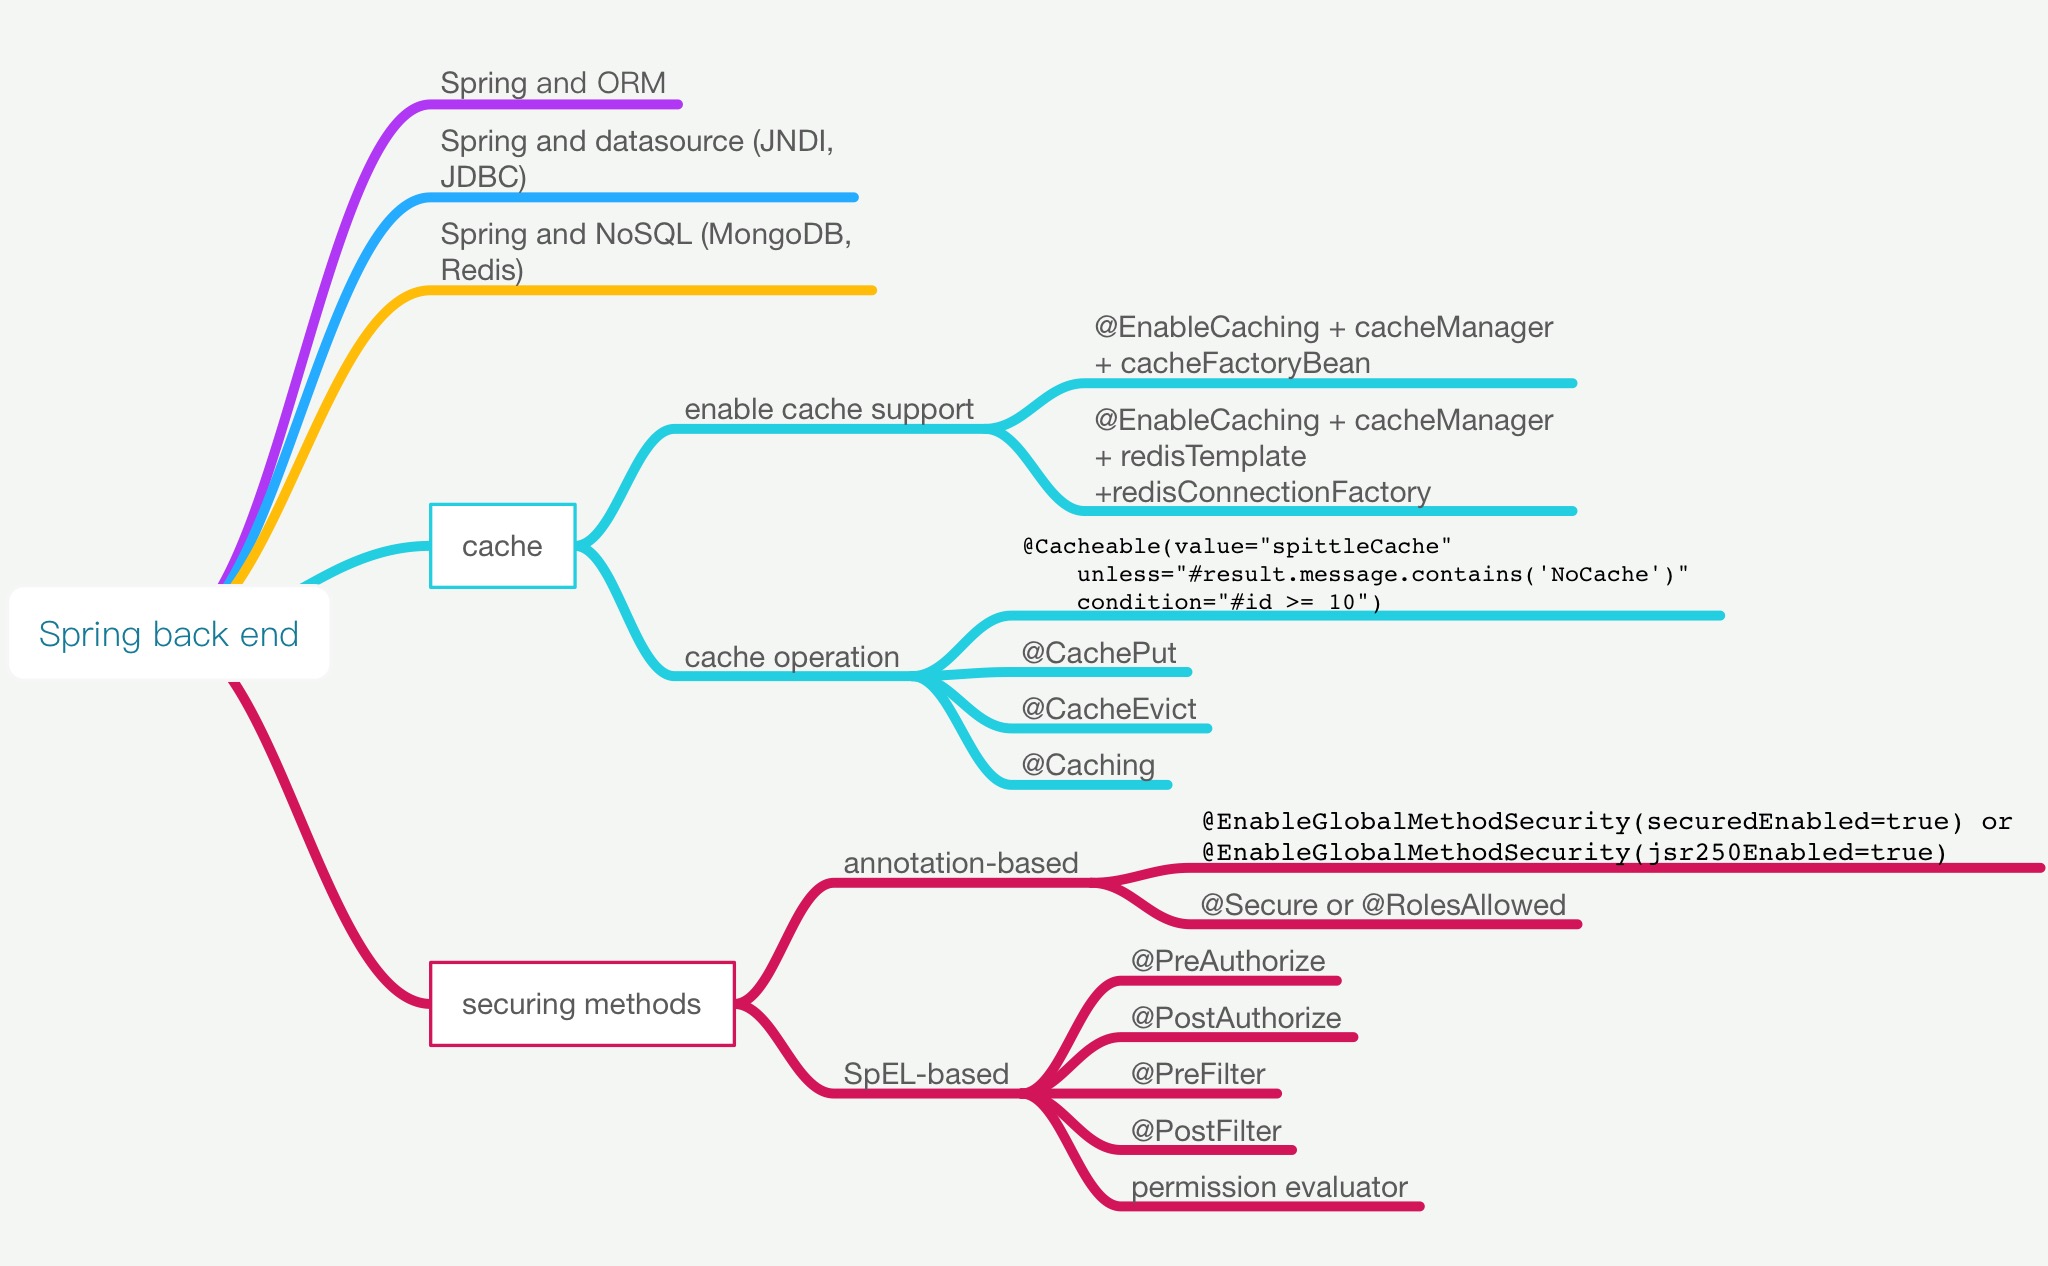 Spring and ORM
Spring and datasource (JNDI,
JDBC)
Spring and NoSQL (MongoDB,
Redis)
@EnableCaching + cacheManager
+ cacheFactoryBean
enable cache support
@EnableCaching + cacheManager
+ redisTemplate
+redisConnectionFactory
cache
@Cacheable(value="spittleCache"
unless="#result.message.contains('NoCache')"
condition="#id >= 10")
Spring back end
cache operation
@CachePut
@CacheEvict
@Caching
@EnableGlobalMethodSecurity(securedEnabled=true) or
@EnableGlobalMethodSecurity(jsr250Enabled=true)
annotation-based
@Secure or @RolesAllowed
securing methods
@PreAuthorize
@PostAuthorize
SpEL-based
@PreFilter
@PostFilter
permission evaluator